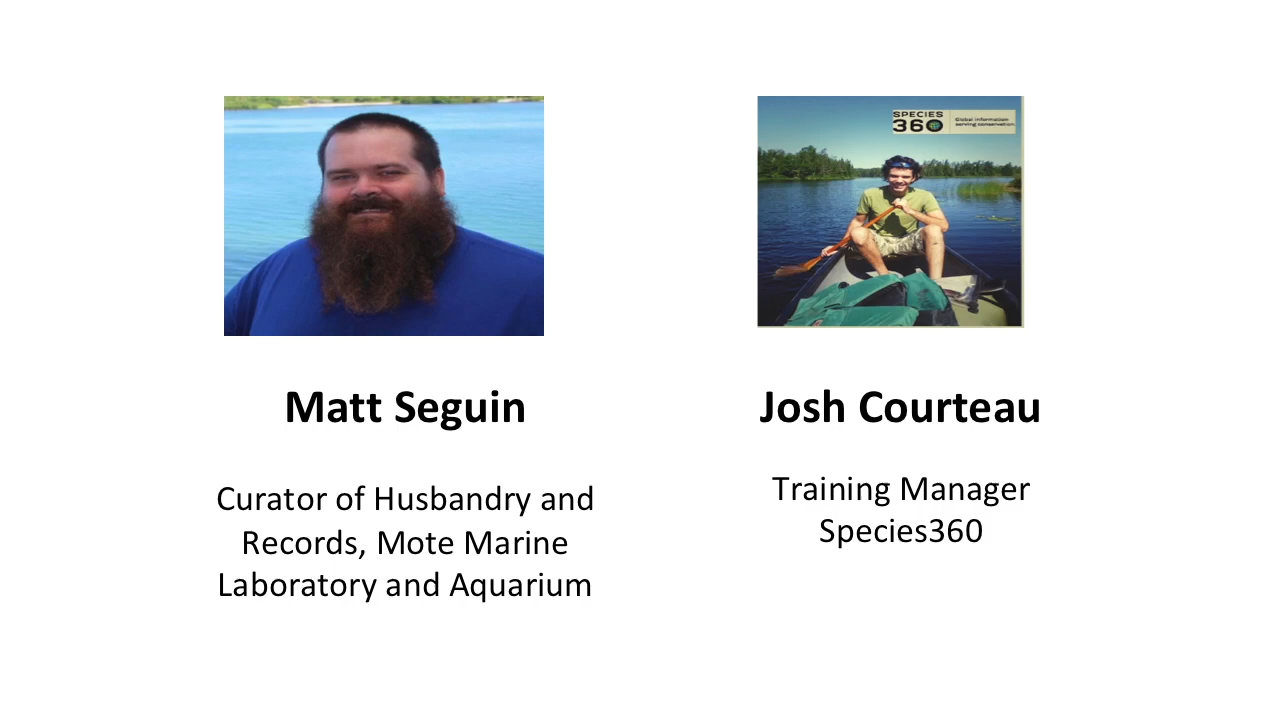 SPECIES
360
Global information
serving conservation
Matt Seguin
Curator of Husbandry and
Records, Mote Marine
Laboratory and Aquarium
Josh Courteau
Training Manager
Species360